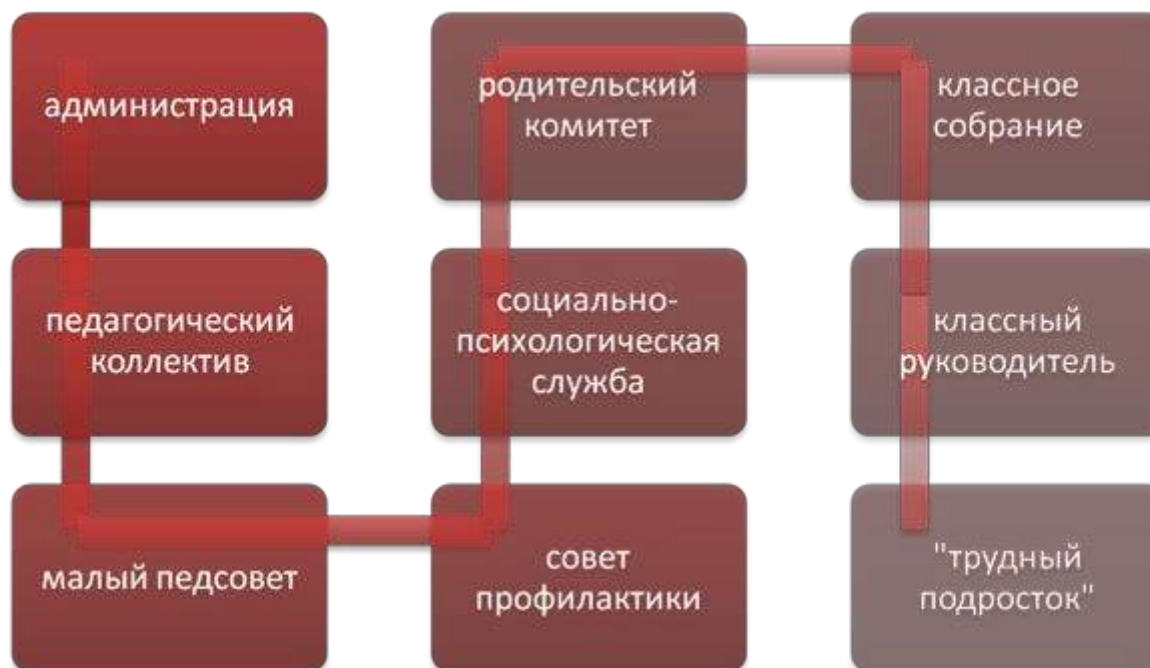 администрация
педагогический
коллектив
малый педсовет
совет
профилактики
социально-
психологическая
служба
родительский
комитет
классное
собрание
классный
руководитель
"трудный
подросток"